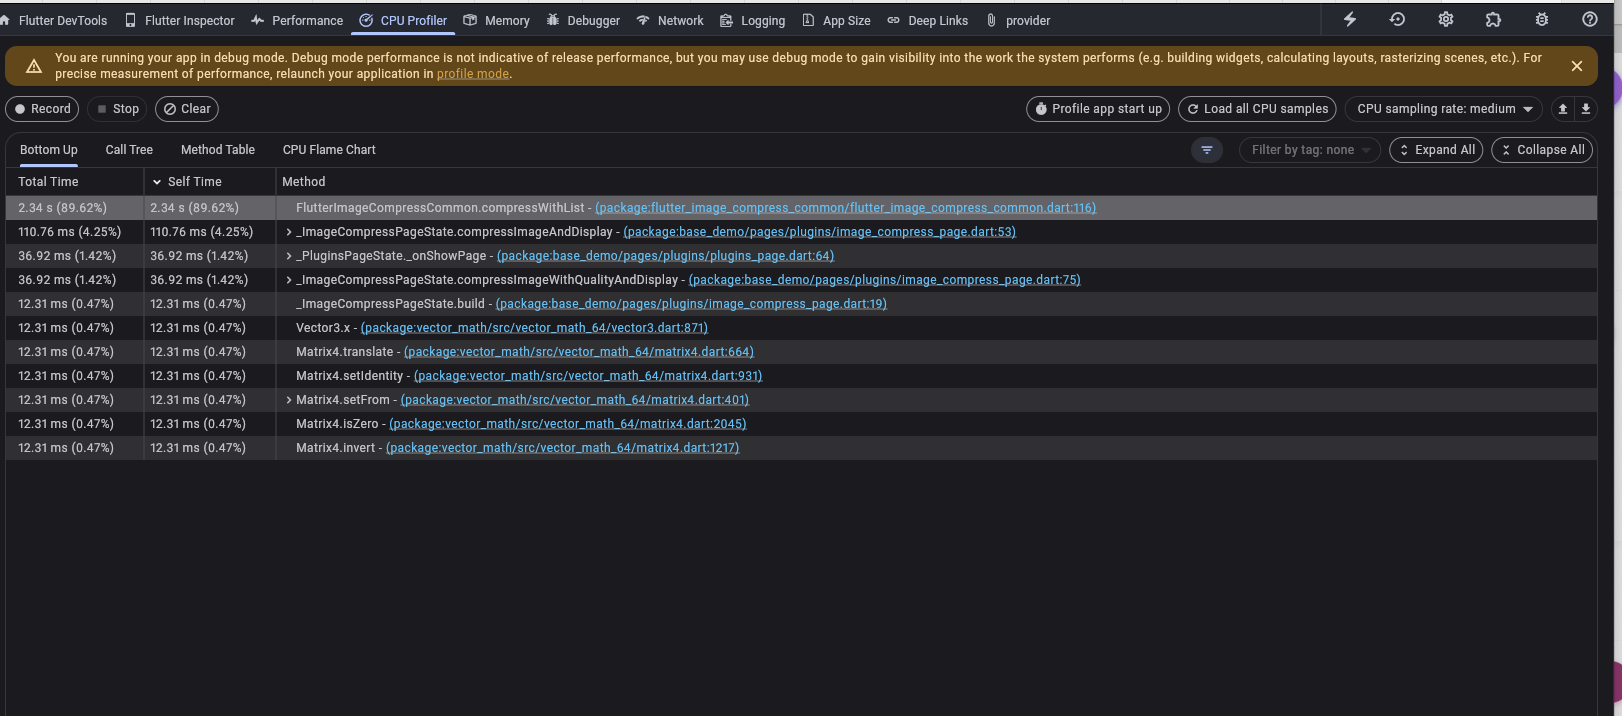 Flutter DevTools Flutter Inspector Performance CPU Profiler Memory Debugger Network Logging App Size Deep Links provider
You are running your app in debug mode. Debug mode performance is not indicative of release performance, but you may use debug mode to gain visibility into the work the system performs (e.g. building widgets, calculating layouts, rasterizing scenes, etc.). For
precise measurement of performance, relaunch your application in profile mode.
Record Stop Clear Profile app start up Load all CPU samples CPU sampling rate: medium
Bottom Up Call Tree Method Table CPU Flame Chart Filter by tag: none Expand All Collapse All
Total Time Self Time Method
2.34 s (89.62%) 2.34 s (89.62%) FlutterImageCompressCommon.compressWithList - (package:flutter_image_compress_common/flutter_image_compress_common.dart:116)
110.76 ms (4.25%) 110.76 ms (4.25%) _ImageCompressPageState.compressImageAndDisplay - (package:base_demo/pages/plugins/image_compress_page.dart:53)
36.92 ms (1.42%) 36.92 ms (1.42%) _PluginsPageState._onShowPage - (package:base_demo/pages/plugins/plugins_page.dart:64)
36.92 ms (1.42%) 36.92 ms (1.42%) _ImageCompressPageState.compressImageWithQualityAndDisplay - (package:base_demo/pages/plugins/image_compress_page.dart:75)
12.31 ms (0.47%) 12.31 ms (0.47%) _ImageCompressPageState.build - (package:base_demo/pages/plugins/image_compress_page.dart:19)
12.31 ms (0.47%) 12.31 ms (0.47%) Vector3.x - (package:vector_math/src/vector_math_64/vector3.dart:871)
12.31 ms (0.47%) 12.31 ms (0.47%) Matrix4.translate - (package:vector_math/src/vector_math_64/matrix4.dart:664)
12.31 ms (0.47%) 12.31 ms (0.47%) Matrix4.setIdentity - (package:vector_math/src/vector_math_64/matrix4.dart:931)
12.31 ms (0.47%) 12.31 ms (0.47%) Matrix4.setFrom - (package:vector_math/src/vector_math_64/matrix4.dart:401)
12.31 ms (0.47%) 12.31 ms (0.47%) Matrix4.isZero - (package:vector_math/src/vector_math_64/matrix4.dart:2045)
12.31 ms (0.47%) 12.31 ms (0.47%) Matrix4.invert - (package:vector_math/src/vector_math_64/matrix4.dart:1217)